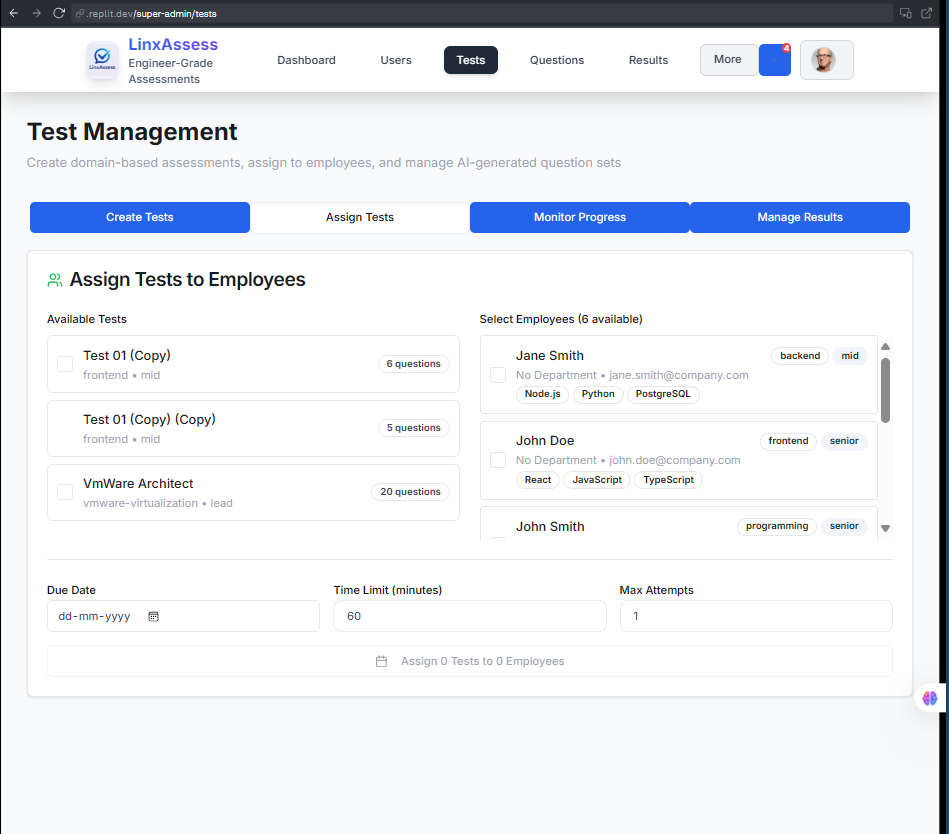 .replit.dev/super-admin/tests
LinxAssess
LinxAssess
Engineer-Grade
Assessments
Dashboard
Users
Tests
Questions
Results
More
4
Test Management
Create domain-based assessments, assign to employees, and manage AI-generated question sets
Create Tests
Assign Tests
Monitor Progress
Manage Results
Assign Tests to Employees
Available Tests
Test 01 (Copy)
frontend • mid
6 questions
Test 01 (Copy) (Copy)
frontend • mid
5 questions
VmWare Architect
vmware-virtualization • lead
20 questions
Select Employees (6 available)
Jane Smith
backend
mid
No Department • jane.smith@company.com
Node.js
Python
PostgreSQL
John Doe
frontend
senior
No Department • john.doe@company.com
React
JavaScript
TypeScript
John Smith
programming
senior
Due Date
dd-mm-yyyy
Time Limit (minutes)
60
Max Attempts
1
Assign 0 Tests to 0 Employees